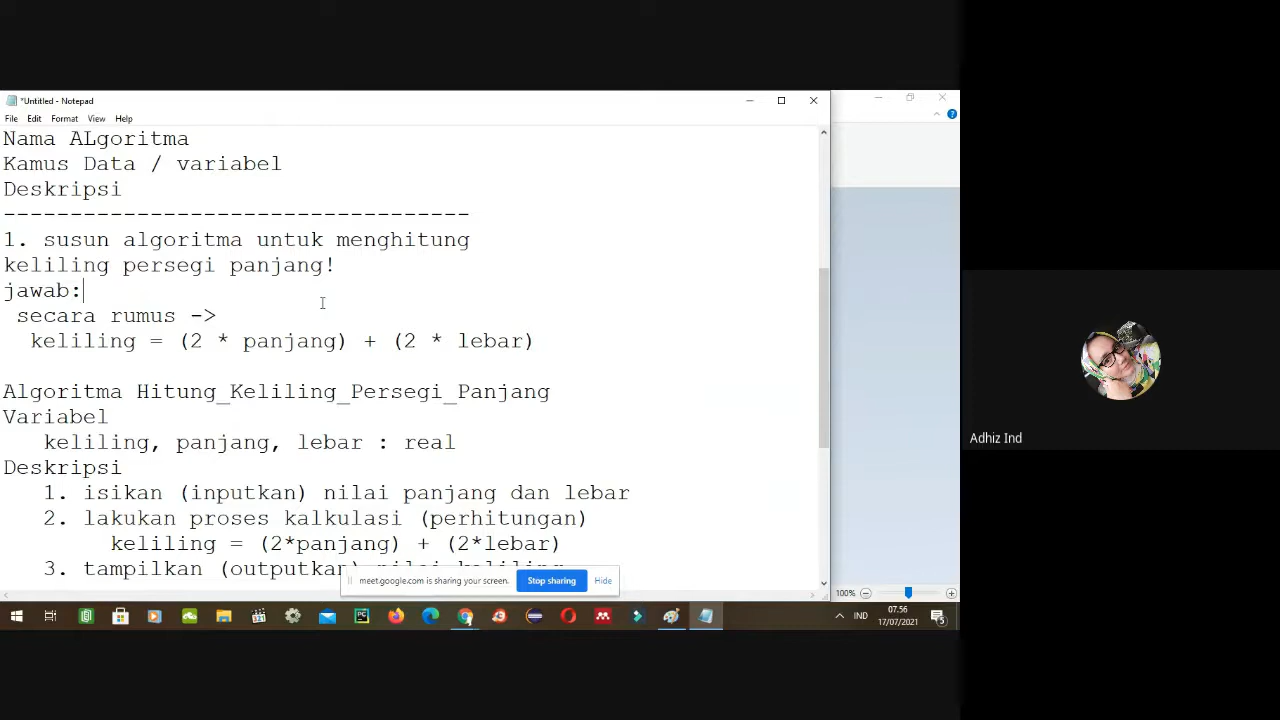 *Untitled - Notepad
File Edit Format View Help
Nama ALgoritma
Kamus Data / variabel
Deskripsi
-----------------------------------
1. susun algoritma untuk menghitung
keliling persegi panjang!
jawab:
secara rumus ->
keliling = (2 * panjang) + (2 * lebar)
Algoritma Hitung_Keliling_Persegi_Panjang
Variabel
keliling, panjang, lebar : real
Deskripsi
1. isikan (inputkan) nilai panjang dan lebar
2. lakukan proses kalkulasi (perhitungan)
keliling = (2*panjang) + (2*lebar)
3. tampilkan (outputkan) nilai keliling
meet.google.com is sharing your screen. Stop sharing Hide
100%
IND 07.56
17/07/2021
5
Adhiz Ind